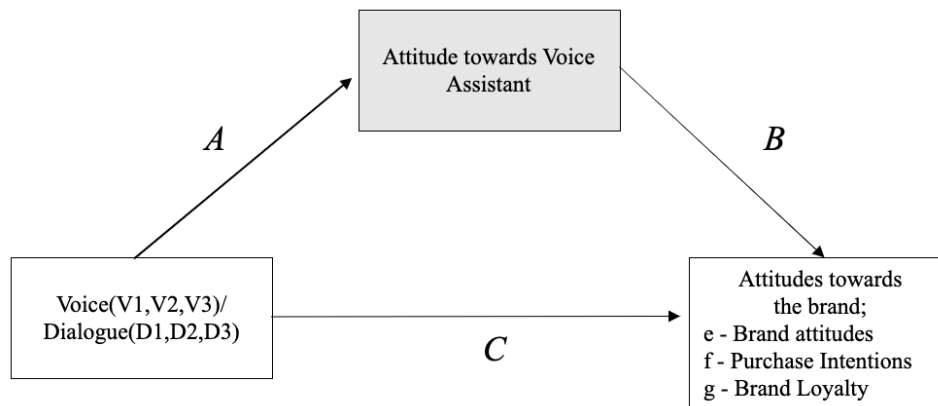 Attitude towards Voice
Assistant
A
B
Voice(V1,V2,V3)/
Dialogue(D1,D2,D3)
C
Attitudes towards
the brand;
e - Brand attitudes
f - Purchase Intentions
g - Brand Loyalty